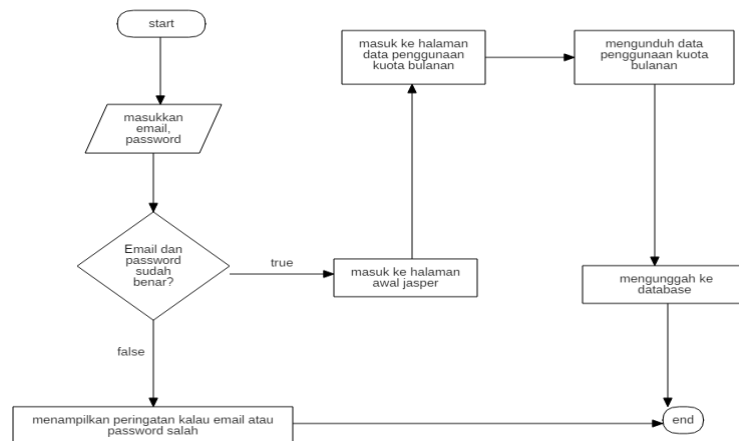 start
masukkan
email,
password
Email dan
password
sudah
benar?
true
false
masuk ke halaman
awal jasper
masuk ke halaman
data penggunaan
kuota bulanan
mengunduh data
penggunaan kuota
bulanan
mengunggah ke
database
menampilkan peringatan kalau email atau
password salah
end